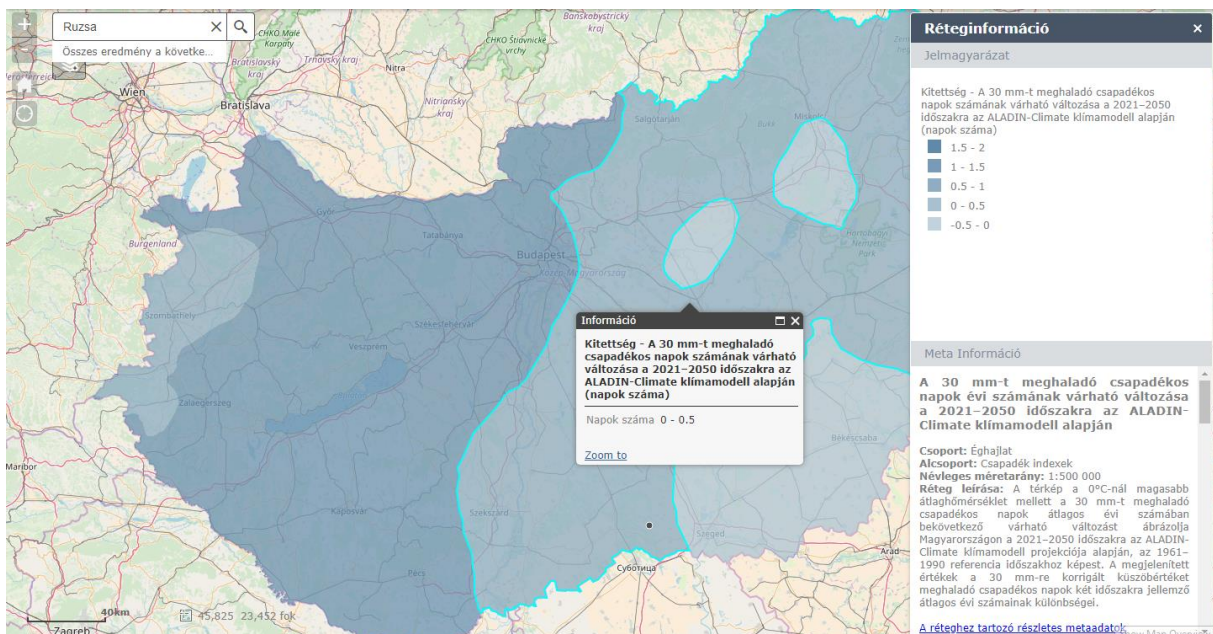 Ruzsa
Összes eredmény a követke...
Wien
Bratislava
CHKO Malé
Karpaty
Bratislavský
kraj
Trnavský kraj
Nitra
Nitriansky
kraj
CHKO Štiavnické
vrchy
Banskobystrický
kraj
Salgótarján
Bükk
Miskolc
Burgenland
Győr
Tatabánya
Budapest
Közép-Magyarország
Hortobágyi
Nemzeti
Park
Szombathely
Székesfehérvár
Veszprém
Zalaegerszeg
Maribor
Kaposvár
Szekszárd
Pécs
Békéscsaba
Szeged
Суботица
Arad
Zagreb
40km
45,825 23,452 fok
Információ
Kitettség - A 30 mm-t meghaladó
csapadékos napok számának várható
változása a 2021–2050 időszakra az
ALADIN-Climate klímamodell alapján
(napok száma)
Napok száma 0 - 0.5
Zoom to
Réteginformáció
Jelmagyarázat
Kitettség - A 30 mm-t meghaladó csapadékos
napok számának várható változása a 2021–2050
időszakra az ALADIN-Climate klímamodell alapján
(napok száma)
1.5 - 2
1 - 1.5
0.5 - 1
0 - 0.5
-0.5 - 0
Meta Információ
A 30 mm-t meghaladó csapadékos
napok évi számának várható változása
a 2021–2050 időszakra az ALADIN-
Climate klímamodell alapján
Csoport: Éghajlat
Alcsoport: Csapadék indexek
Névleges méretarány: 1:500 000
Réteg leírása: A térkép a 0°C-nál magasabb
átlaghőmérséklet mellett a 30 mm-t meghaladó
csapadékos napok átlagos évi számában
bekövetkező várható változást ábrázolja
Magyarországon a 2021–2050 időszakra az ALADIN-
Climate klímamodell projekciója alapján, az 1961–
1990 referencia időszakhoz képest. A megjelenített
értékek a 30 mm-re korrigált küszöbértéket
meghaladó csapadékos napok két időszakra jellemző
átlagos évi számainak különbségei.
A réteghez tartozó részletes metaadatok